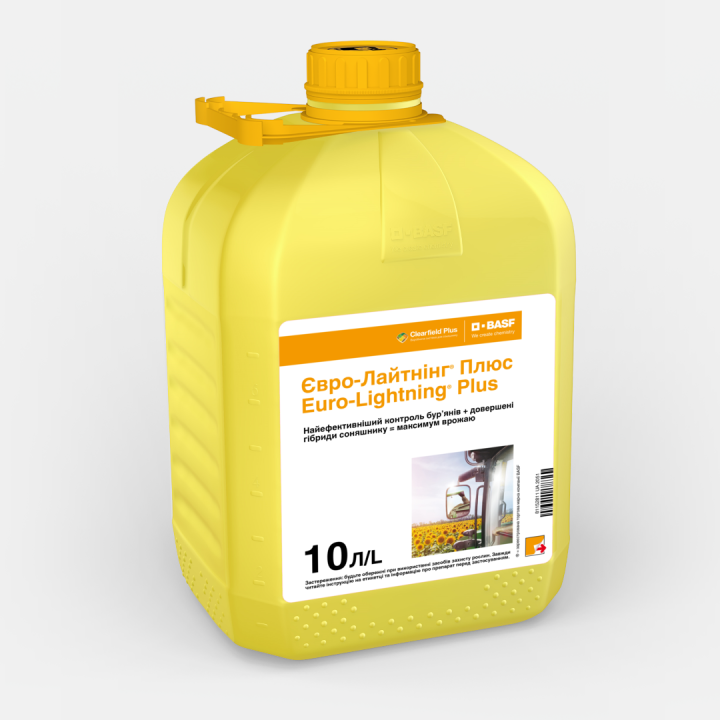 BASF
Clearfield Plus
BASF
We create chemistry
Євро-Лайтнінг® Плюс
Euro-Lightning® Plus
Найефективніший контроль бур'янів + довершені
гібриди соняшнику = максимум врожаю
10 Л/L
Застереження: будьте обережні при використанні засобів захисту рослин. Завжди
читайте інструкцію на етикетці та інформацію про препарат перед застосуванням.